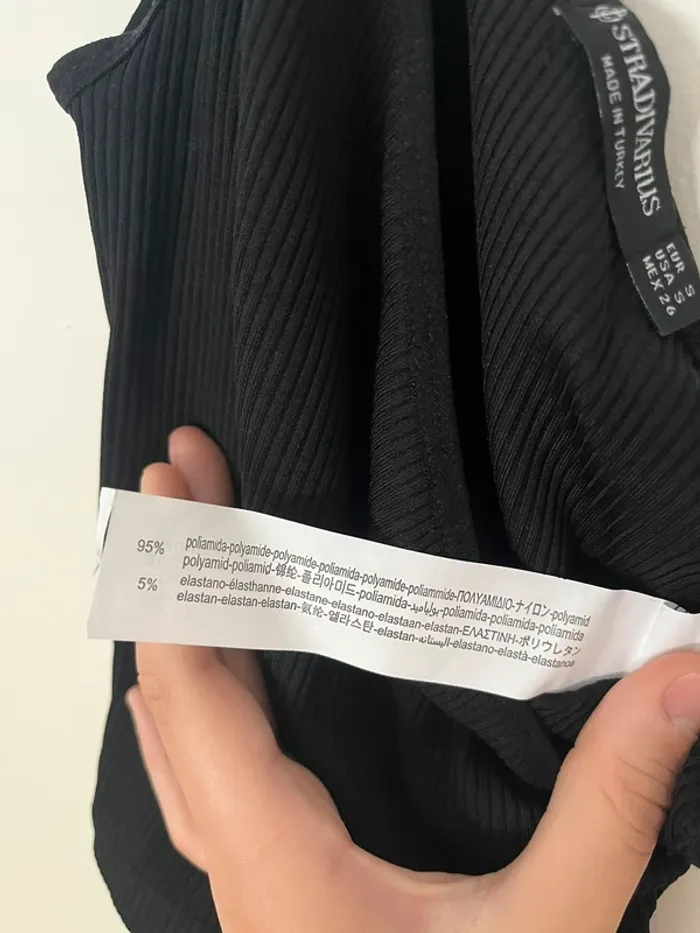 STRADIVARIUS
MADE IN TURKEY
EUR S
USA S
MEX 26
95% poliamida-polyamide-polyamide-poliamida-polyamide-poliammide-ΠΟΛΥΑΜΙΔΙΟ-ナイロン-polyamid
polyamid-poliamid-锦纶-폴리아미드-poliamida-بولياميد-poliamida-poliamida-poliamida
5% elastano-élasthanne-elastane-elastano-elastaan-elastan-ΕΛΑΣΤΙΝΗ-ポリウレタン
elastan-elastan-elastan-氨纶-엘라스탄-elastan-اليستانه-elastano-elastà-elastanoa